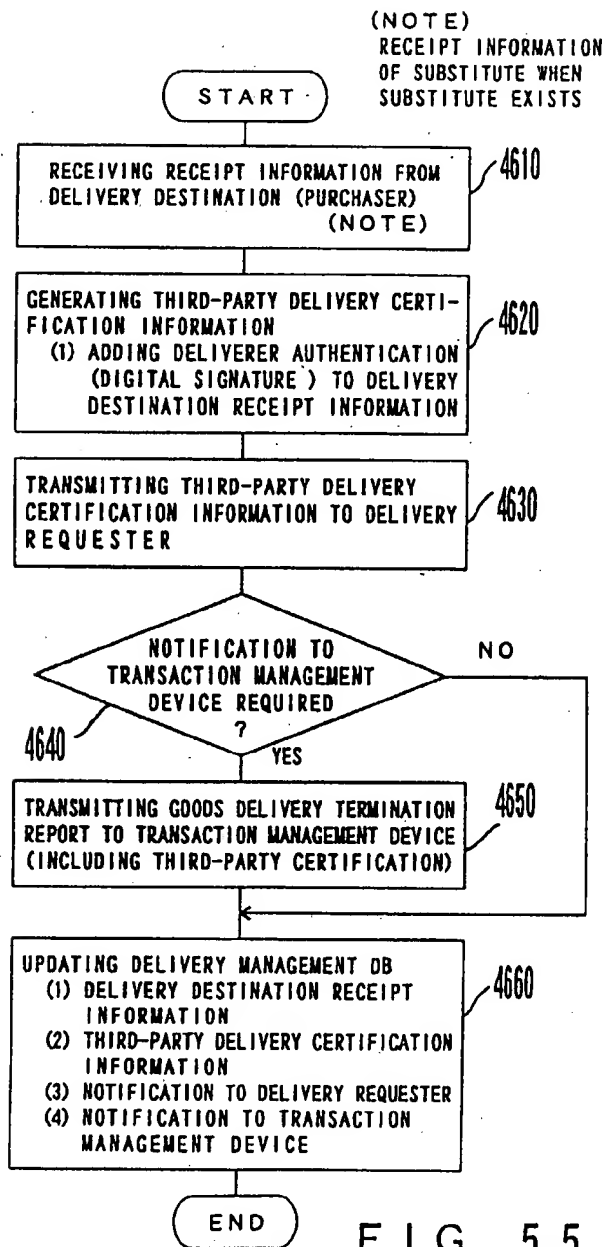 (NOTE)
RECEIPT INFORMATION
OF SUBSTITUTE WHEN
SUBSTITUTE EXISTS
START
RECEIVING RECEIPT INFORMATION FROM
DELIVERY DESTINATION (PURCHASER)
(NOTE)
4610
GENERATING THIRD-PARTY DELIVERY CERTI-
FICATION INFORMATION
(1) ADDING DELIVERER AUTHENTICATION
(DIGITAL SIGNATURE) TO DELIVERY
DESTINATION RECEIPT INFORMATION
4620
TRANSMITTING THIRD-PARTY DELIVERY
CERTIFICATION INFORMATION TO DELIVERY
REQUESTER
4630
NOTIFICATION TO
TRANSACTION MANAGEMENT
DEVICE REQUIRED
?
NO
4640
YES
TRANSMITTING GOODS DELIVERY TERMINATION
REPORT TO TRANSACTION MANAGEMENT DEVICE
(INCLUDING THIRD-PARTY CERTIFICATION)
4650
UPDATING DELIVERY MANAGEMENT DB
(1) DELIVERY DESTINATION RECEIPT
INFORMATION
(2) THIRD-PARTY DELIVERY CERTIFICATION
INFORMATION
(3) NOTIFICATION TO DELIVERY REQUESTER
(4) NOTIFICATION TO TRANSACTION
MANAGEMENT DEVICE
4660
END
FIG. 55